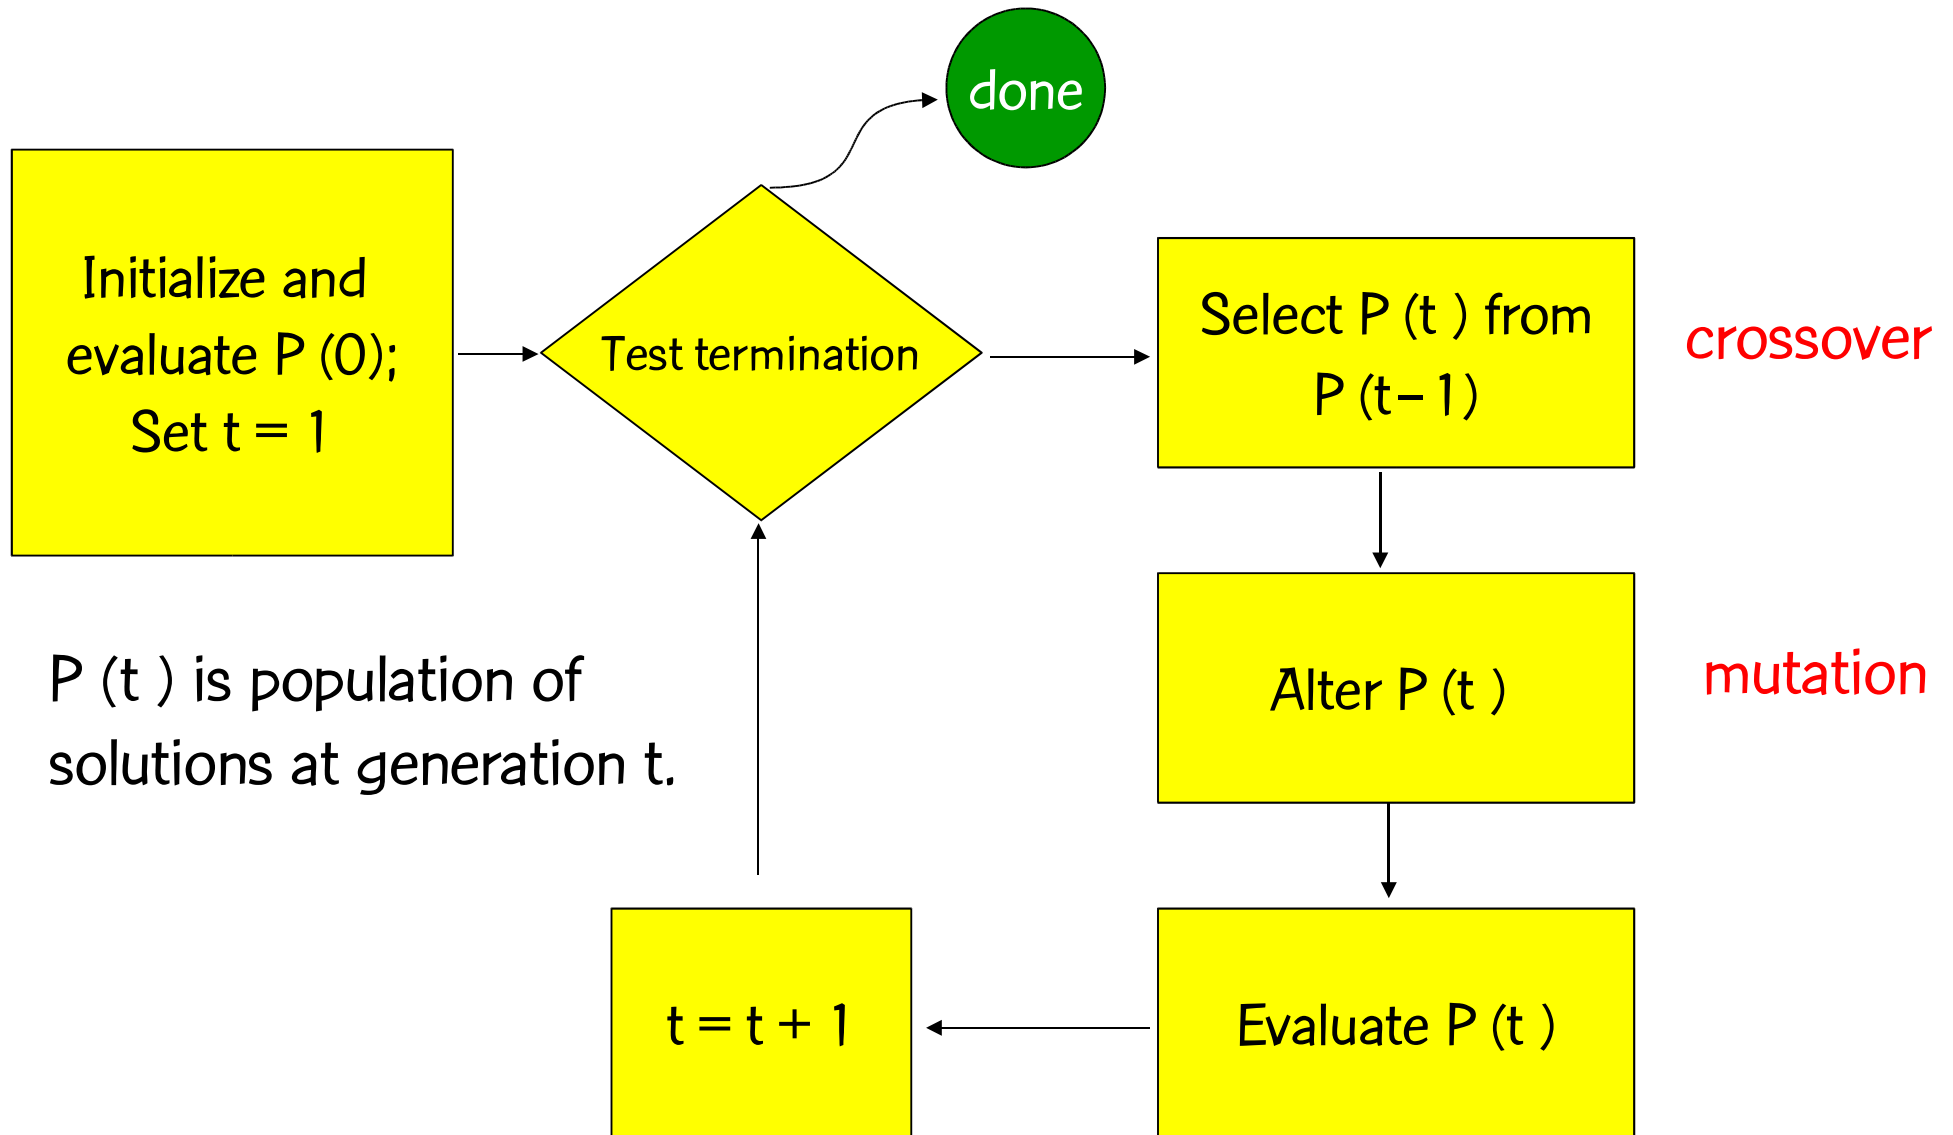 done
Initialize and
evaluate P (0);
Set t = 1
Test termination
Select P (t ) from
P (t– 1)
crossover
Alter P (t )
mutation
P (t ) is population of
solutions at generation t.
t = t + 1
Evaluate P (t )